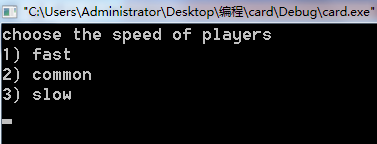 "C:\Users\Administrator\Desktop\编程\card\Debug\card.exe"
choose the speed of players
1) fast
2) common
3) slow